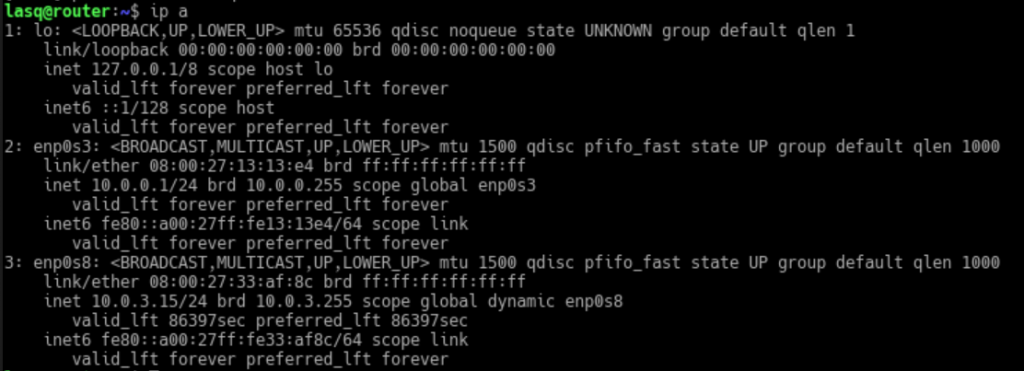 lasq@router:~$ ip a
1: lo: <LOOPBACK,UP,LOWER_UP> mtu 65536 qdisc noqueue state UNKNOWN group default qlen 1
    link/loopback 00:00:00:00:00:00 brd 00:00:00:00:00:00
    inet 127.0.0.1/8 scope host lo
       valid_lft forever preferred_lft forever
    inet6 ::1/128 scope host
       valid_lft forever preferred_lft forever
2: enp0s3: <BROADCAST,MULTICAST,UP,LOWER_UP> mtu 1500 qdisc pfifo_fast state UP group default qlen 1000
    link/ether 08:00:27:13:13:e4 brd ff:ff:ff:ff:ff:ff
    inet 10.0.0.1/24 brd 10.0.0.255 scope global enp0s3
       valid_lft forever preferred_lft forever
    inet6 fe80::a00:27ff:fe13:13e4/64 scope link
       valid_lft forever preferred_lft forever
3: enp0s8: <BROADCAST,MULTICAST,UP,LOWER_UP> mtu 1500 qdisc pfifo_fast state UP group default qlen 1000
    link/ether 08:00:27:33:af:8c brd ff:ff:ff:ff:ff:ff
    inet 10.0.3.15/24 brd 10.0.3.255 scope global dynamic enp0s8
       valid_lft 86397sec preferred_lft 86397sec
    inet6 fe80::a00:27ff:fe33:af8c/64 scope link
       valid_lft forever preferred_lft forever